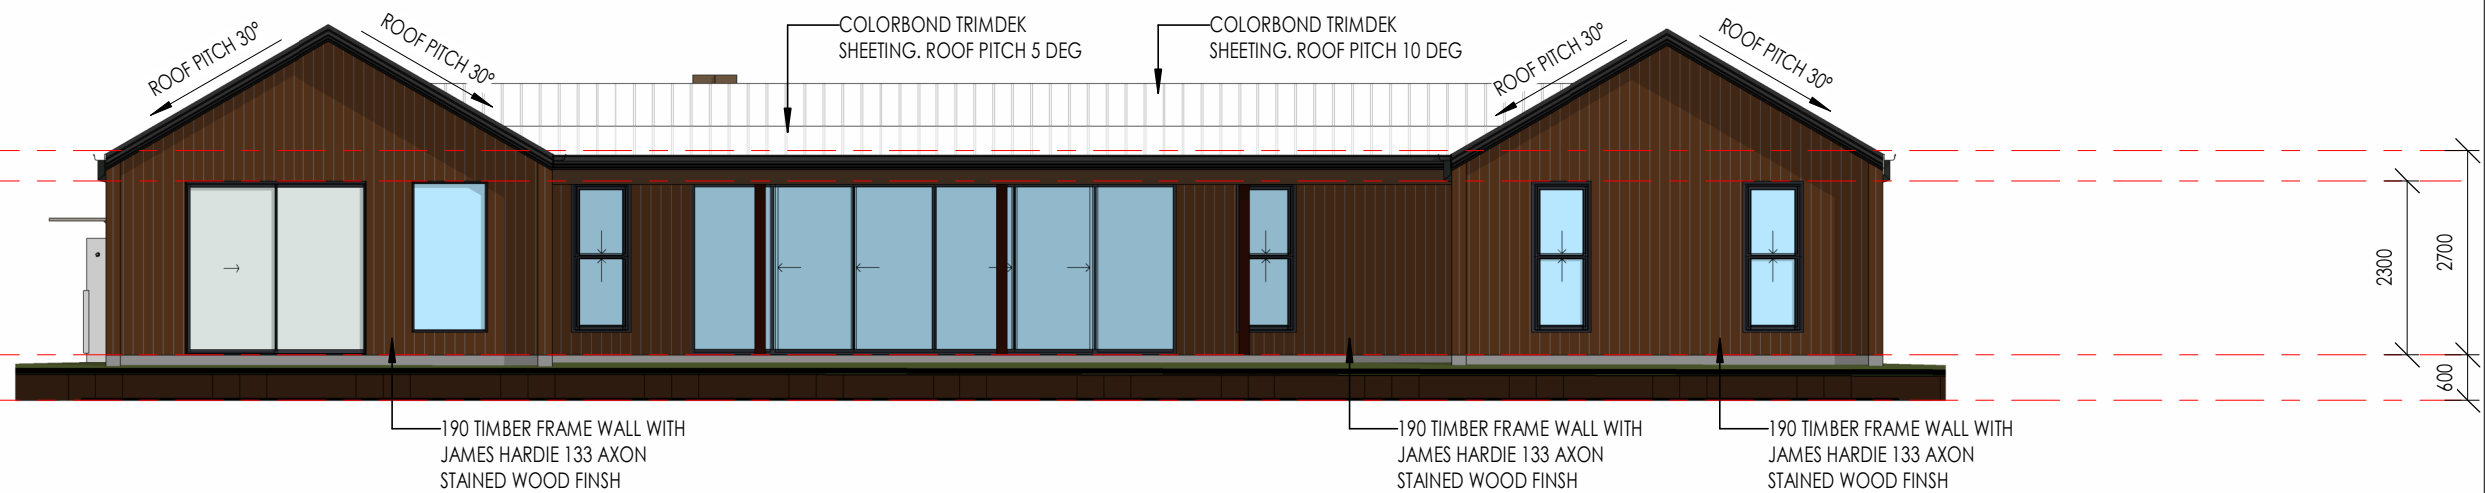 ROOF PITCH 30°
ROOF PITCH 30°
COLORBOND TRIMDEK
SHEETING. ROOF PITCH 5 DEG
COLORBOND TRIMDEK
SHEETING. ROOF PITCH 10 DEG
ROOF PITCH 30°
ROOF PITCH 30°
2300
2700
600
190 TIMBER FRAME WALL WITH
JAMES HARDIE 133 AXON
STAINED WOOD FINSH
190 TIMBER FRAME WALL WITH
JAMES HARDIE 133 AXON
STAINED WOOD FINSH
190 TIMBER FRAME WALL WITH
JAMES HARDIE 133 AXON
STAINED WOOD FINSH